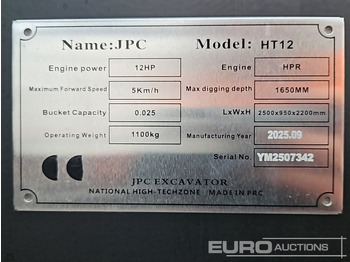 Name:JPC Model: HT12
Engine power 12HP Engine HPR
Maximum Forward Speed 5Km/h Max digging depth 1650MM
Bucket Capacity 0.025 LxWxH 2500x950x2200mm
Operating Weight 1100kg Manufacturing Year 2025.09
Serial No. YM2507342
JPC EXCAVATOR
NATIONAL HIGH-TECHZONE MADE IN PRC
EURO AUCTIONS